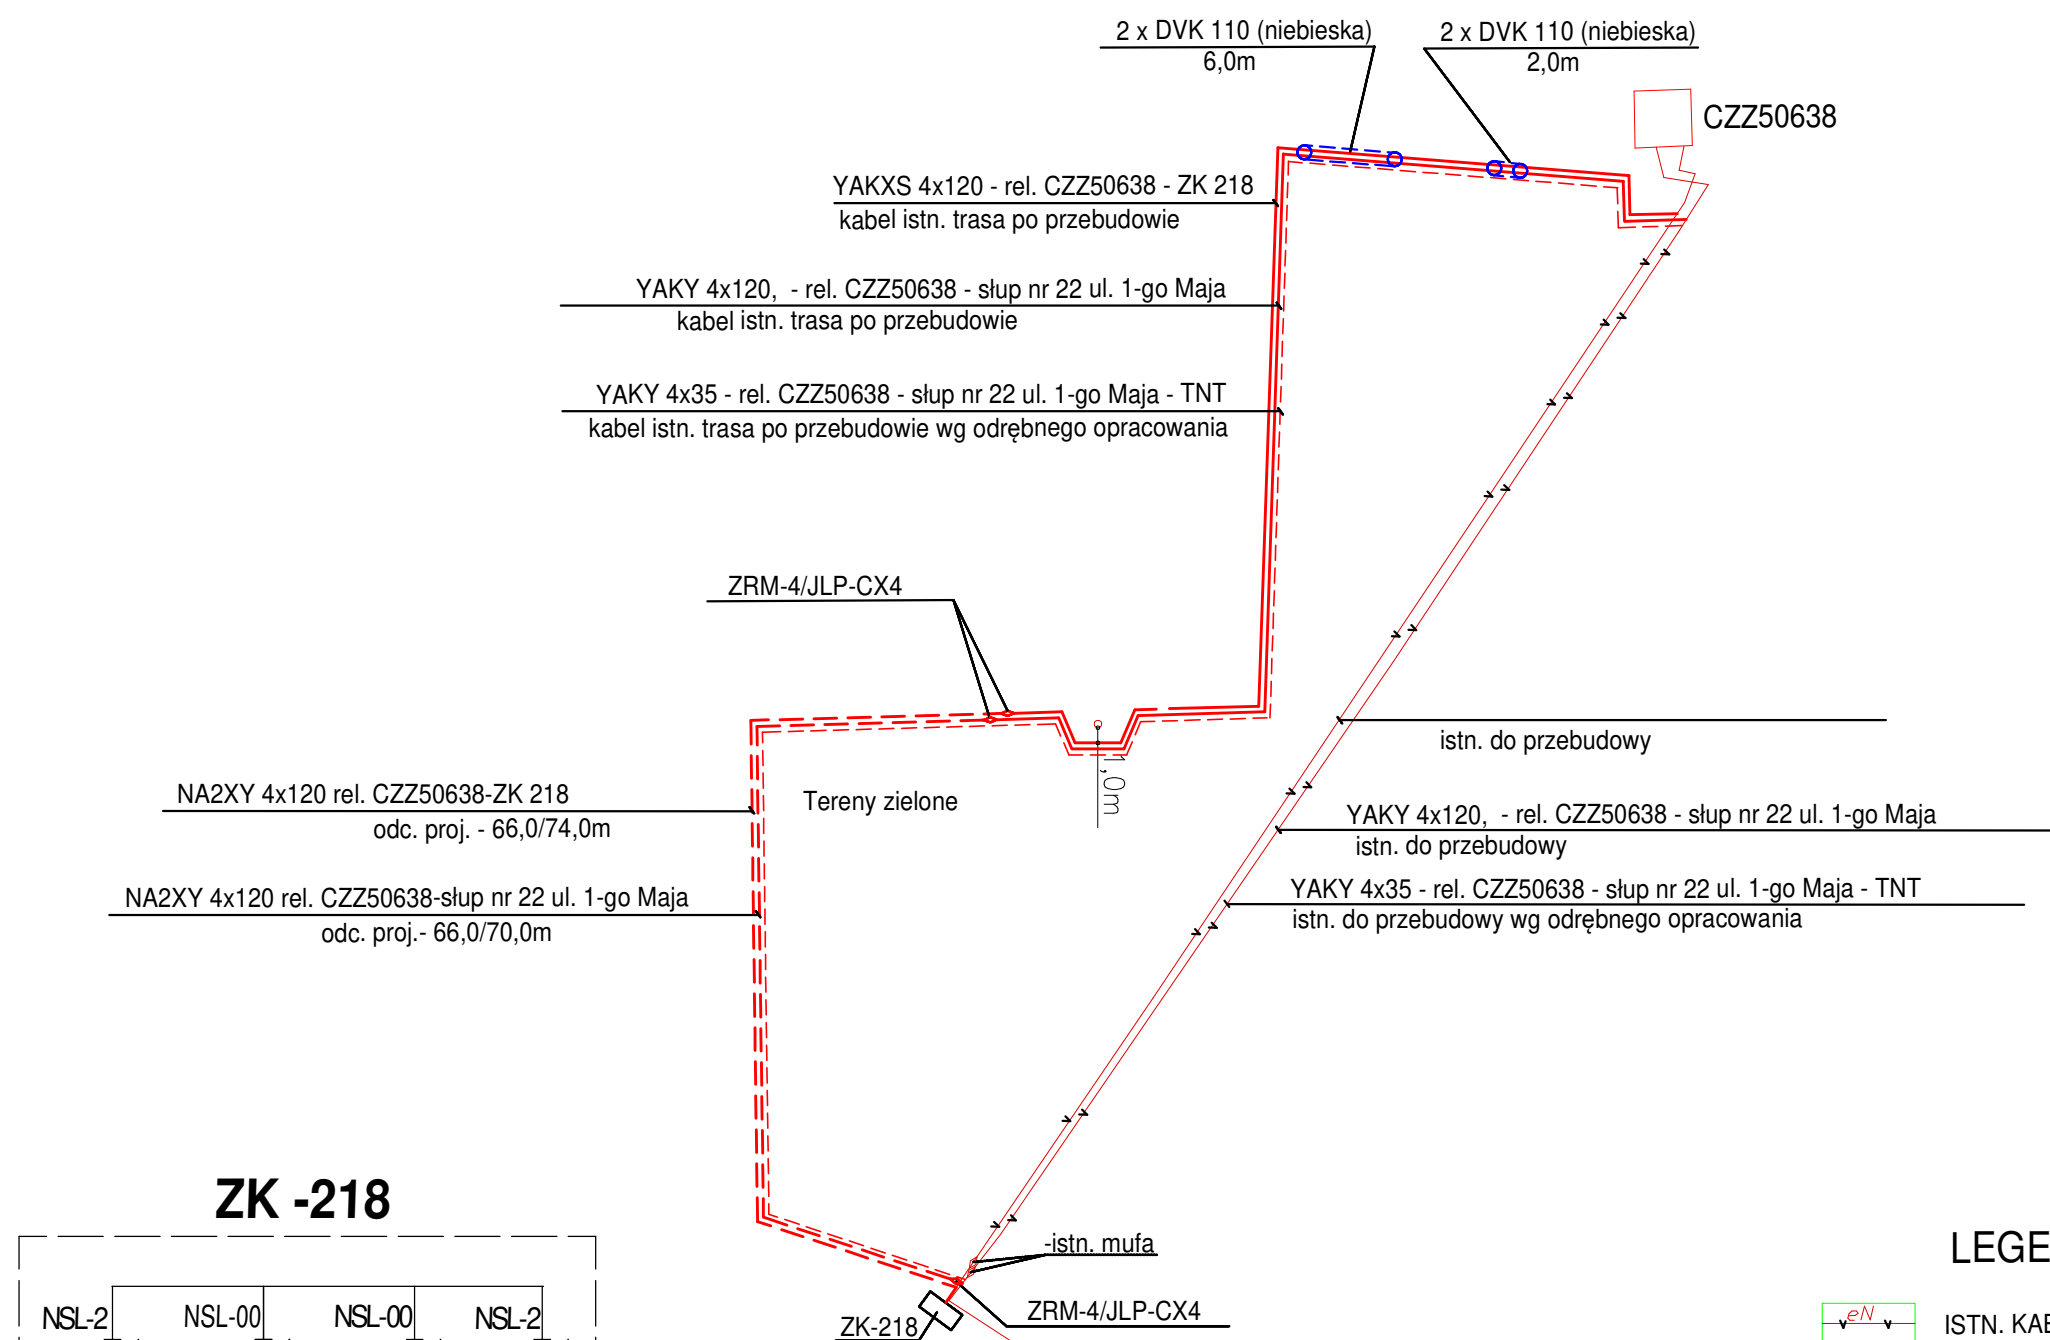 2 x DVK 110 (niebieska)
6,0m
2 x DVK 110 (niebieska)
2,0m
CZZ50638
YAKXS 4x120 - rel. CZZ50638 - ZK 218
kabel istn. trasa po przebudowie
YAKY 4x120, - rel. CZZ50638 - słup nr 22 ul. 1-go Maja
kabel istn. trasa po przebudowie
YAKY 4x35 - rel. CZZ50638 - słup nr 22 ul. 1-go Maja - TNT
kabel istn. trasa po przebudowie wg odrębnego opracowania
ZRM-4/JLP-CX4
istn. do przebudowy
1,0m
Tereny zielone
NA2XY 4x120 rel. CZZ50638-ZK 218
odc. proj. - 66,0/74,0m
YAKY 4x120, - rel. CZZ50638 - słup nr 22 ul. 1-go Maja
istn. do przebudowy
NA2XY 4x120 rel. CZZ50638-słup nr 22 ul. 1-go Maja
odc. proj.- 66,0/70,0m
YAKY 4x35 - rel. CZZ50638 - słup nr 22 ul. 1-go Maja - TNT
istn. do przebudowy wg odrębnego opracowania
ZK -218
-istn. mufa
LEGE
NSL-2 NSL-00 NSL-00 NSL-2
ZK-218
ZRM-4/JLP-CX4
eN
ISTN. KAB